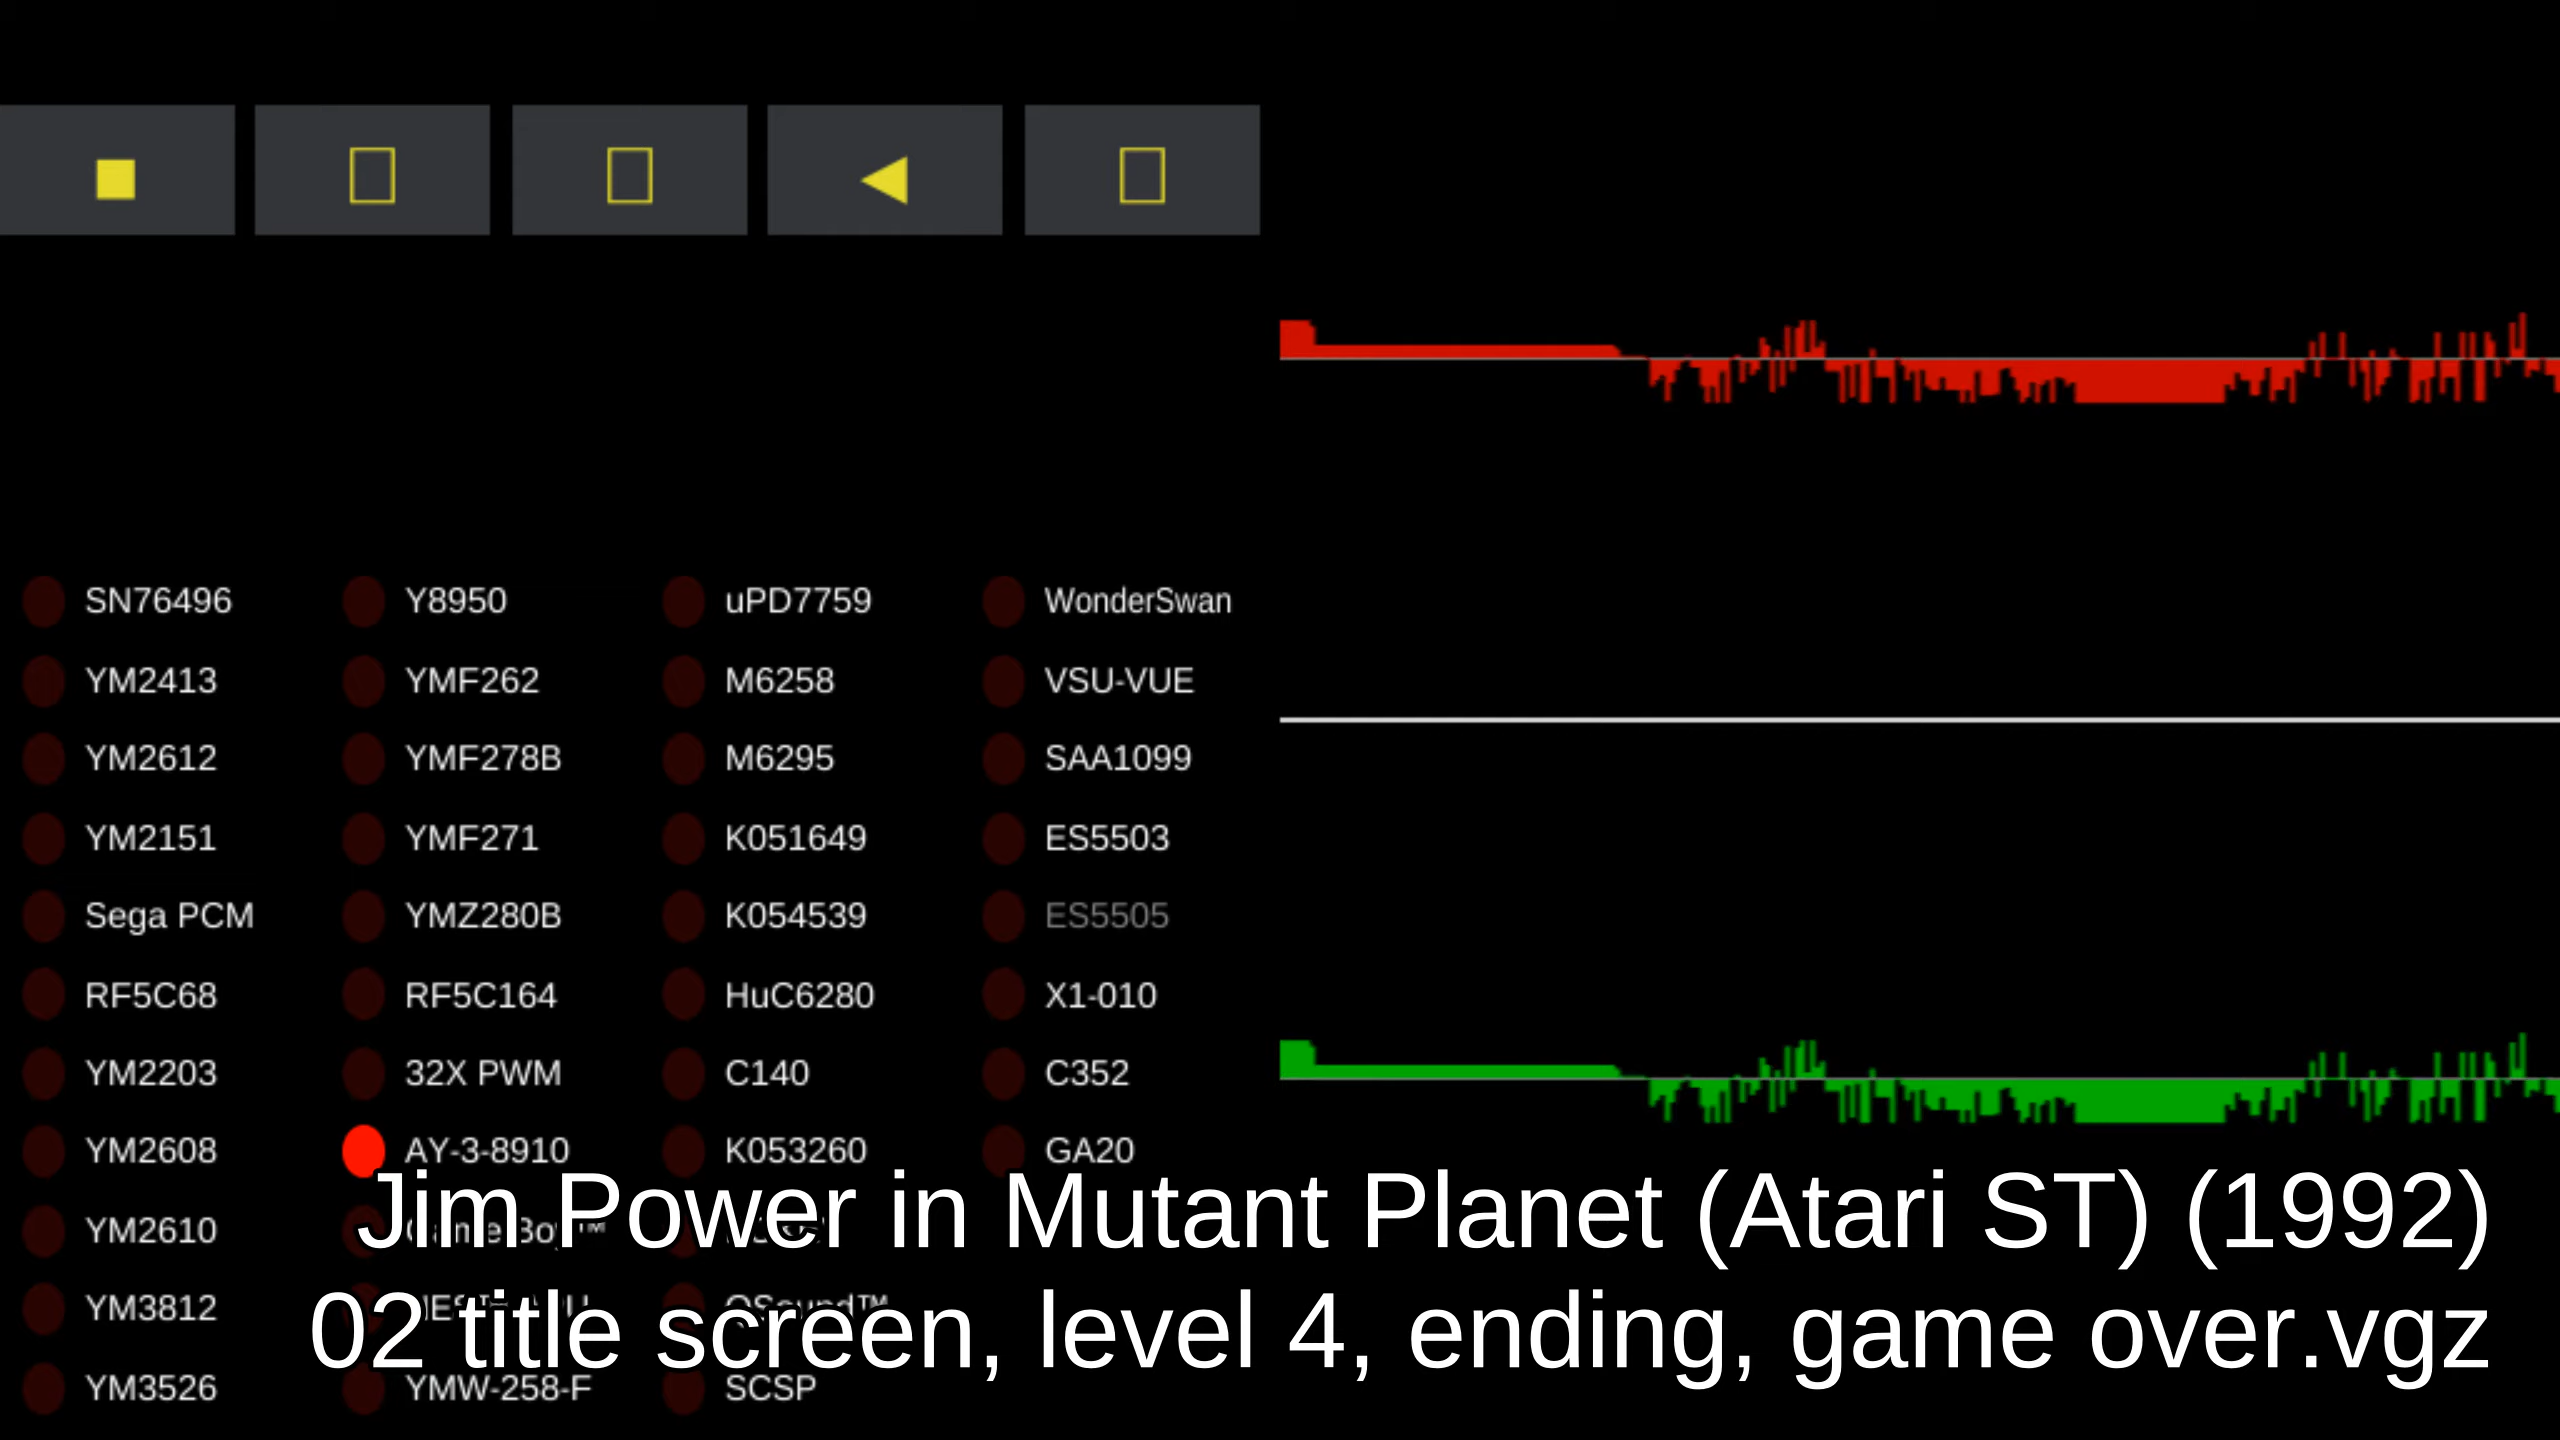 SN76496 Y8950 uPD7759 WonderSwan
YM2413 YMF262 M6258 VSU-VUE
YM2612 YMF278B M6295 SAA1099
YM2151 YMF271 K051649 ES5503
Sega PCM YMZ280B K054539 ES5505
RF5C68 RF5C164 HuC6280 X1-010
YM2203 32X PWM C140 C352
YM2608 AY-3-8910 K053260 GA20
YM2610 Game Boy™
YM3812 QSound™
YM3526 YMW-258-F SCSP
Jim Power in Mutant Planet (Atari ST) (1992)
02 title screen, level 4, ending, game over.vgz